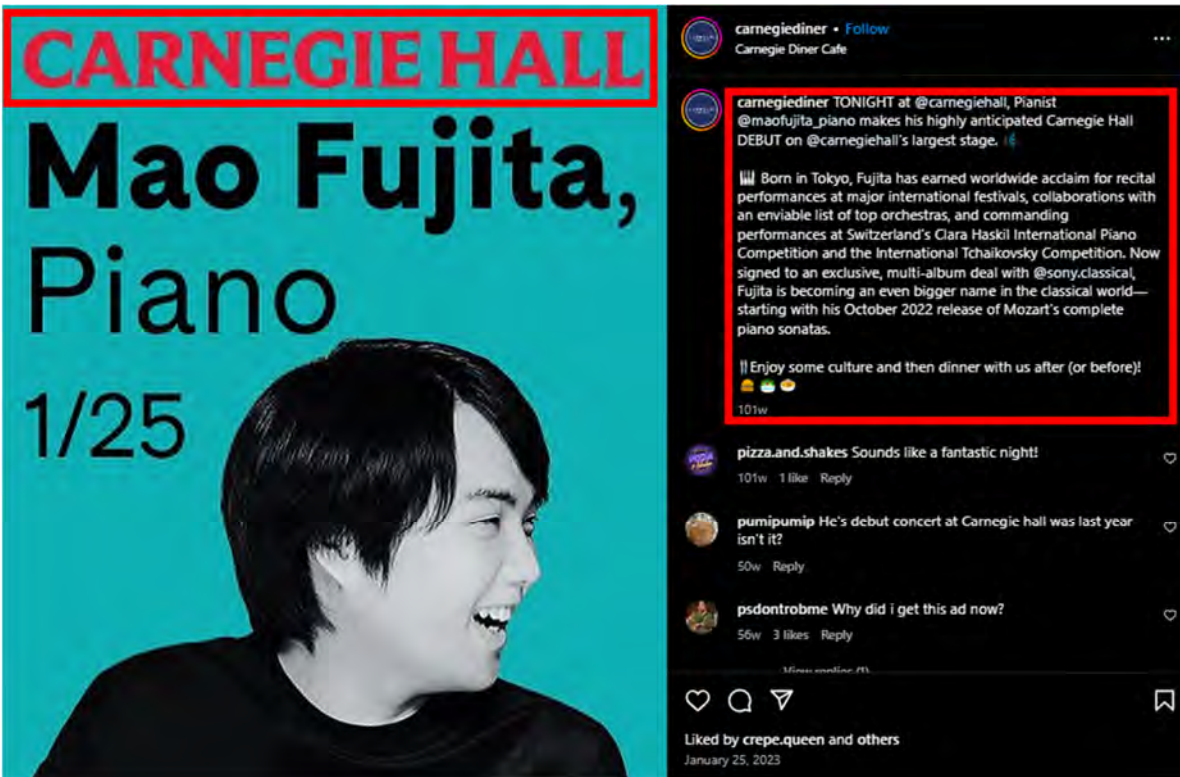 CARNEGIE HALL
Mao Fujita,
Piano
1/25
carnegiediner • Follow
Carnegie Diner Cafe
carnegiediner TONIGHT at @carnegiehall, Pianist
@maofujita_piano makes his highly anticipated Carnegie Hall
DEBUT on @carnegiehall's largest stage.
Born in Tokyo, Fujita has earned worldwide acclaim for recital
performances at major international festivals, collaborations with
an enviable list of top orchestras, and commanding
performances at Switzerland's Clara Haskil International Piano
Competition and the International Tchaikovsky Competition. Now
signed to an exclusive, multi-album deal with @sony.classical,
Fujita is becoming an even bigger name in the classical world—
starting with his October 2022 release of Mozart's complete
piano sonatas.
Enjoy some culture and then dinner with us after (or before)!
101w
pizza.and.shakes Sounds like a fantastic night!
101w 1 like Reply
pumipumip He's debut concert at Carnegie hall was last year
isn't it?
50w Reply
psdontrobme Why did i get this ad now?
56w 3 likes Reply
View replies (1)
Liked by crepe.queen and others
January 25, 2023